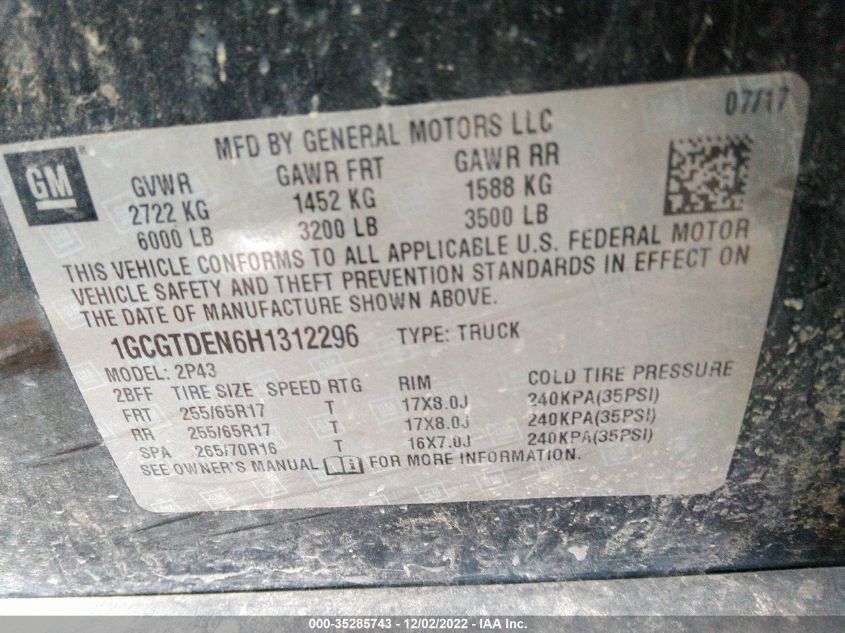 07/17
MFD BY GENERAL MOTORS LLC
GM
GVWR GAWR FRT GAWR RR
2722 KG 1452 KG 1588 KG
6000 LB 3200 LB 3500 LB
THIS VEHICLE CONFORMS TO ALL APPLICABLE U.S. FEDERAL MOTOR
VEHICLE SAFETY AND THEFT PREVENTION STANDARDS IN EFFECT ON
THE DATE OF MANUFACTURE SHOWN ABOVE.
1GCGTDEN6H1312296 TYPE: TRUCK
MODEL: 2P43
2BFF TIRE SIZE SPEED RTG RIM COLD TIRE PRESSURE
FRT 255/65R17 T 17X8.0J 240KPA(35PSI)
RR 255/65R17 T 17X8.0J 240KPA(35PSI)
SPA 265/70R16 T 16X7.0J 240KPA(35PSI)
SEE OWNER'S MANUAL FOR MORE INFORMATION.
000-35285743 - 12/02/2022 - IAA Inc.